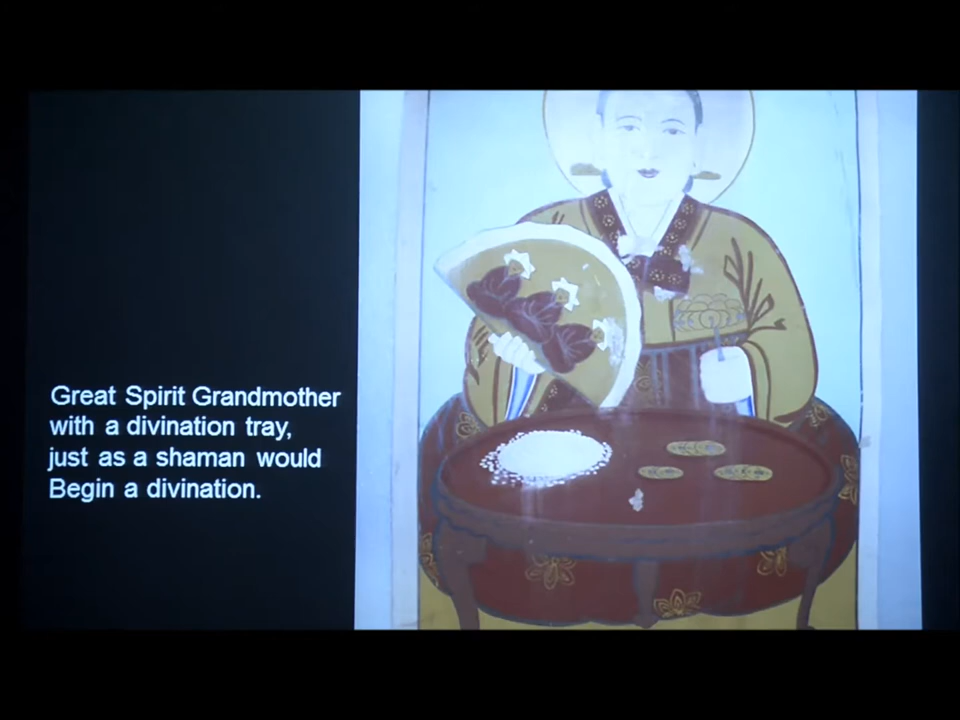 Great Spirit Grandmother
with a divination tray,
just as a shaman would
Begin a divination.